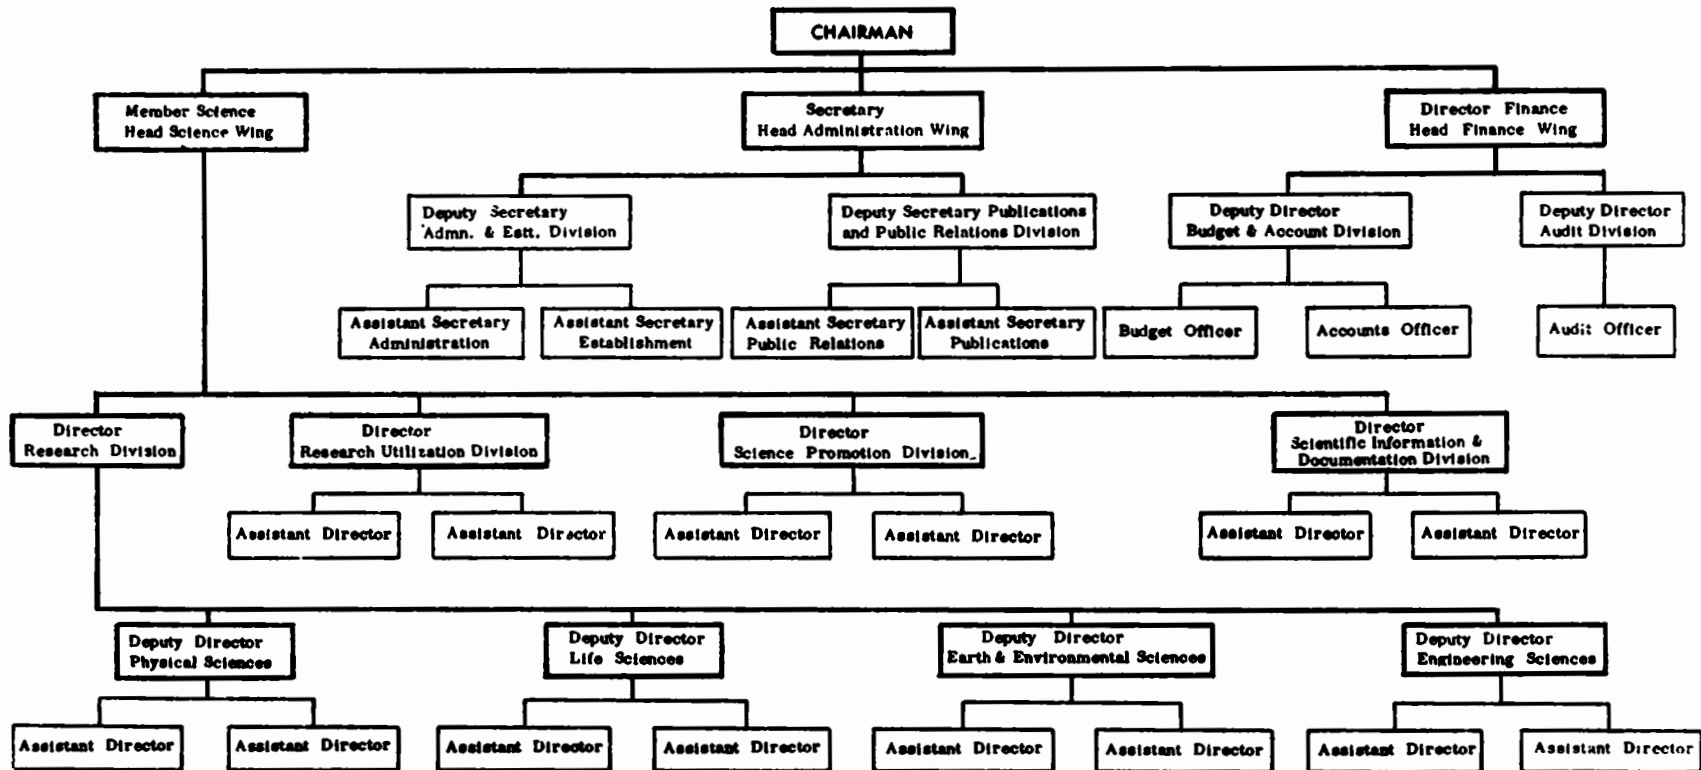 CHAIRMAN
Member Science
Head Science Wing
Secretary
Head Administration Wing
Director Finance
Head Finance Wing
Deputy Secretary
Admn. & Estt. Division
Deputy Secretary Publications
and Public Relations Division
Deputy Director
Budget & Account Division
Deputy Director
Audit Division
Assistant Secretary
Administration
Assistant Secretary
Establishment
Assistant Secretary
Public Relations
Assistant Secretary
Publications
Budget Officer
Accounts Officer
Audit Officer
Director
Research Division
Director
Research Utilization Division
Director
Science Promotion Division
Director
Scientific Information &
Documentation Division
Assistant Director
Assistant Director
Assistant Director
Assistant Director
Assistant Director
Assistant Director
Deputy Director
Physical Sciences
Deputy Director
Life Sciences
Deputy Director
Earth & Environmental Sciences
Deputy Director
Engineering Sciences
Assistant Director
Assistant Director
Assistant Director
Assistant Director
Assistant Director
Assistant Director
Assistant Director
Assistant Director